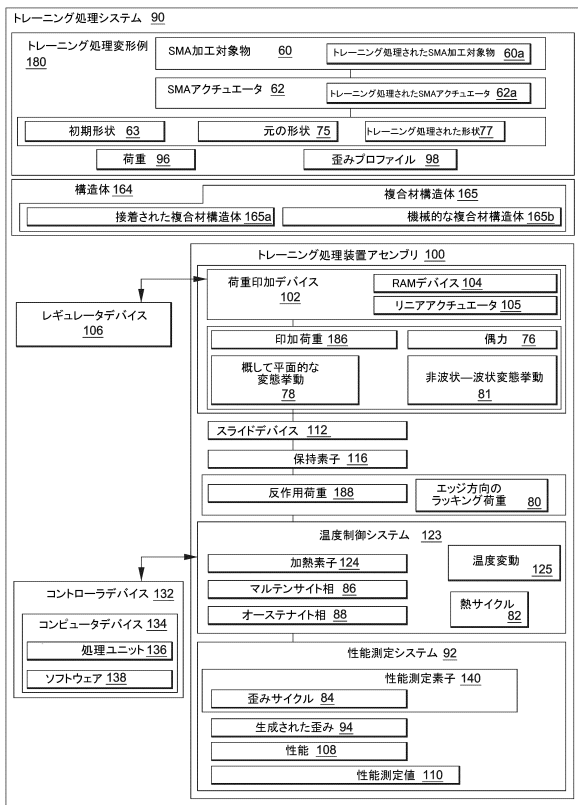 トレーニング処理システム 90
トレーニング処理変形例
180
SMA加工対象物 60
トレーニング処理されたSMA加工対象物 60a
SMAアクチュエータ 62
トレーニング処理されたSMAアクチュエータ 62a
初期形状 63
元の形状 75
トレーニング処理された形状77
荷重 96
歪みプロファイル 98
構造体 164
複合材構造体 165
接着された複合材構造体165a
機械的な複合材構造体 165b
トレーニング処理装置アセンブリ 100
荷重印加デバイス
102
RAMデバイス 104
リニアアクチュエータ 105
レギュレータデバイス
106
印加荷重 186
偶力 76
概して平面的な
変態挙動
78
非波状―波状変態挙動
81
スライドデバイス 112
保持素子 116
反作用荷重 188
エッジ方向の
ラッキング荷重
80
温度制御システム 123
加熱素子 124
温度変動
125
マルテンサイト相 86
熱サイクル
82
オーステナイト相 88
コントローラデバイス 132
コンピュータデバイス 134
処理ユニット 136
ソフトウェア 138
性能測定システム 92
性能測定素子 140
歪みサイクル 84
生成された歪み 94
性能 108
性能測定値 110